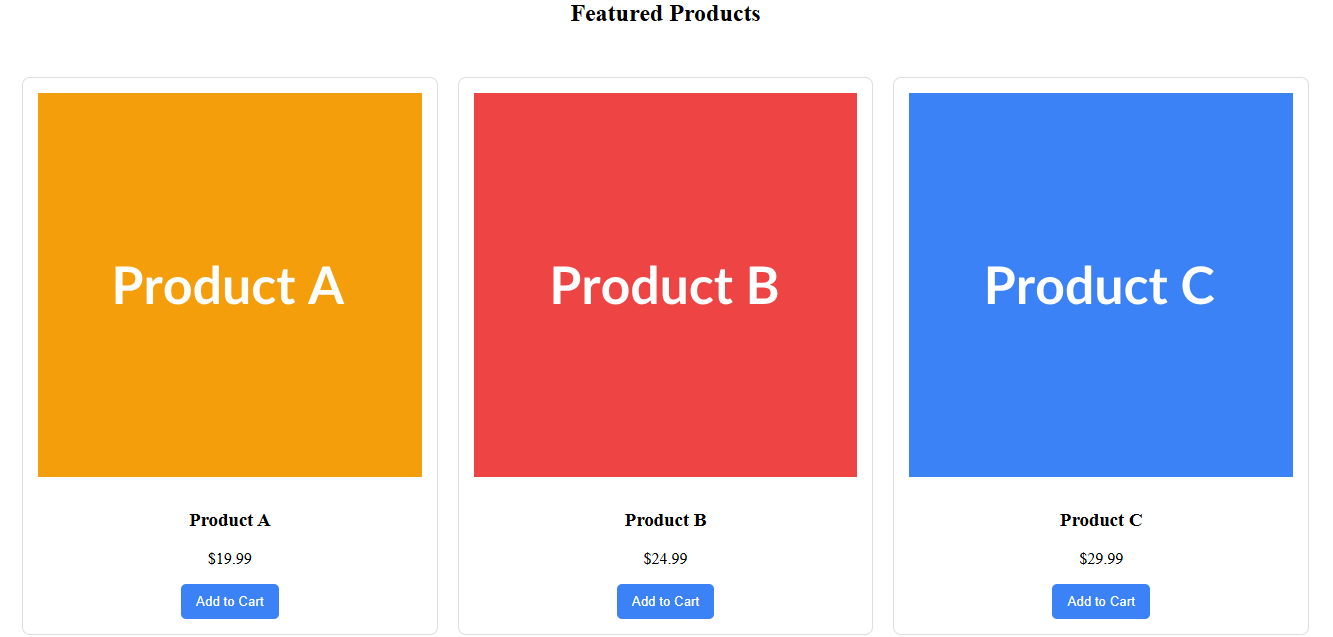 Featured Products
Product A
Product B
Product C
Product A
$19.99
Add to Cart
Product B
$24.99
Add to Cart
Product C
$29.99
Add to Cart